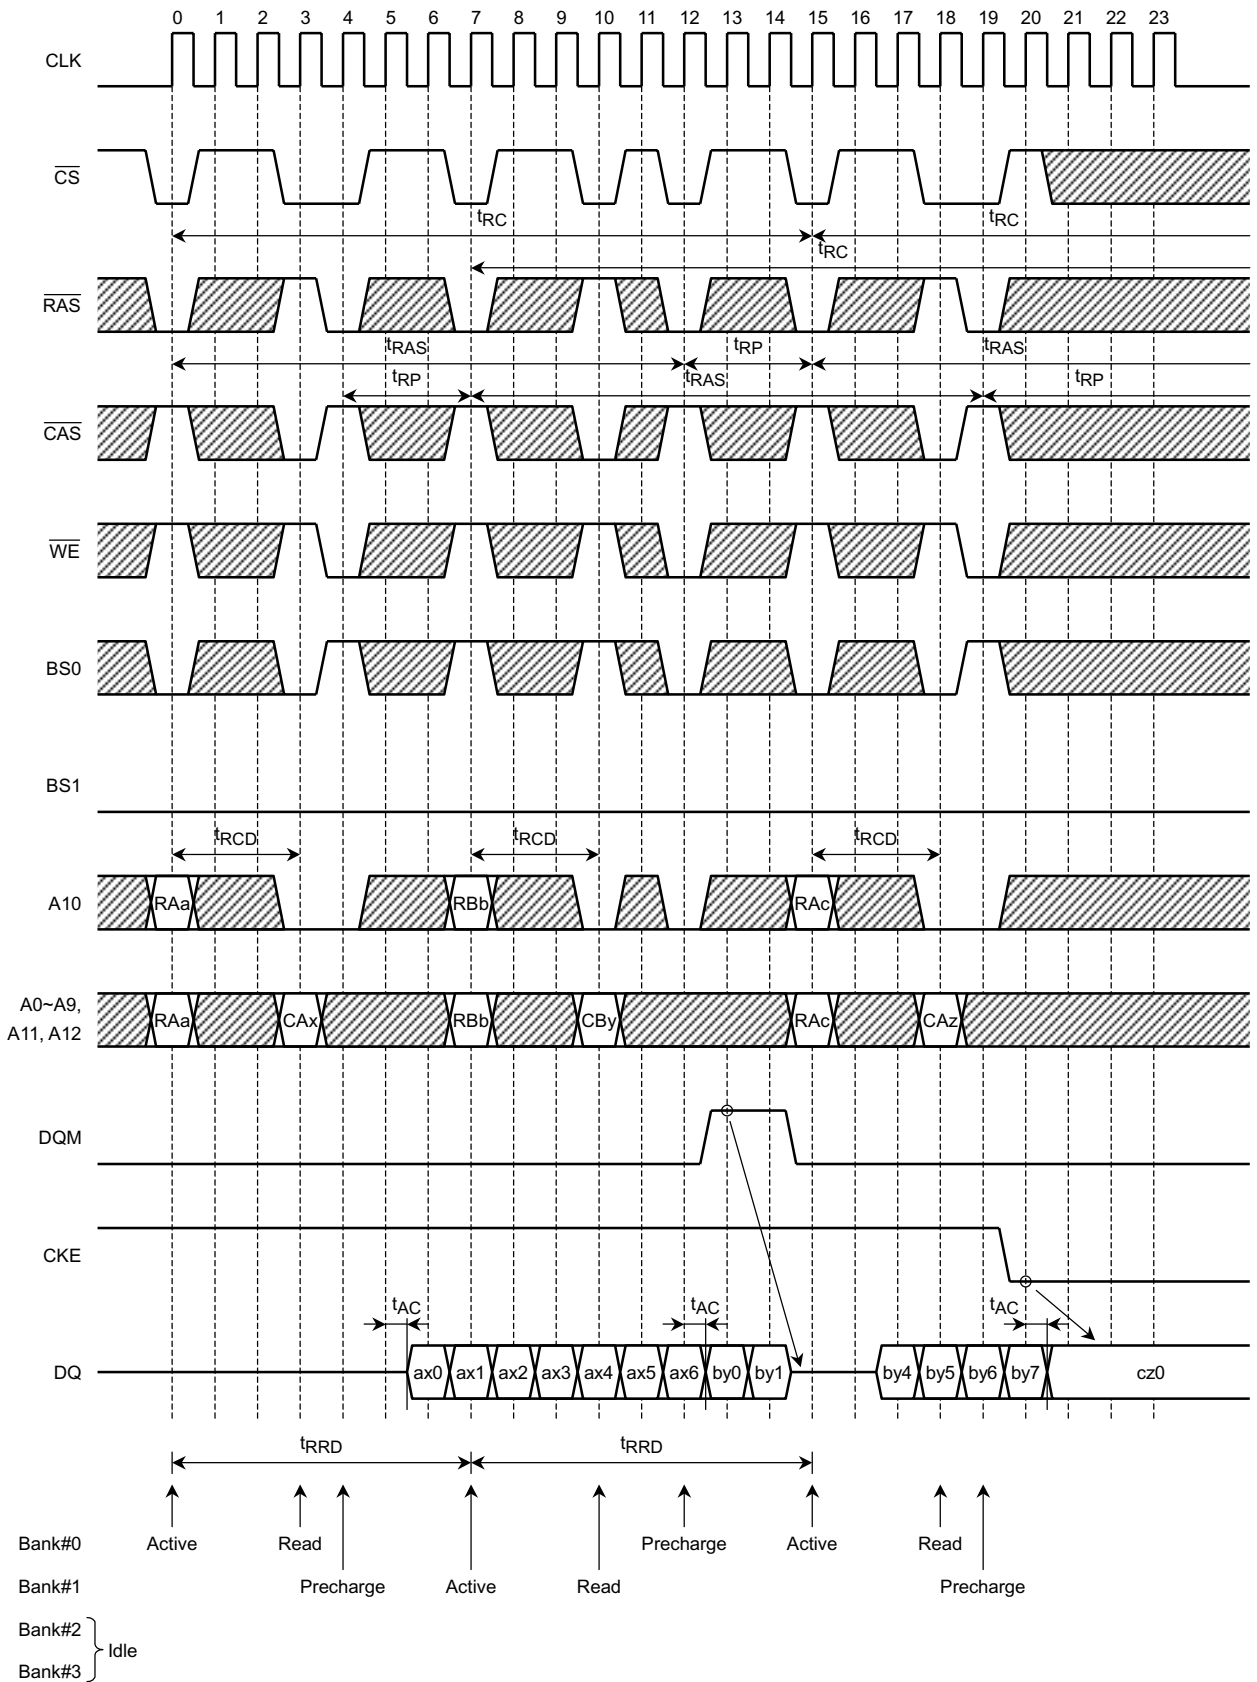 0 1 2 3 4 5 6 7 8 9 10 11 12 13 14 15 16 17 18 19 20 21 22 23
CLK
CS
tRC tRC
tRC
RAS
tRAS tRP tRAS
tRP tRAS tRP
CAS
WE
BS0
BS1
tRCD tRCD tRCD
A10 RAa RBb RAc
A0~A9,
A11, A12 RAa CAx RBb CBy RAc CAz
DQM
CKE
tAC tAC tAC
DQ ax0 ax1 ax2 ax3 ax4 ax5 ax6 by0 by1 by4 by5 by6 by7 cz0
tRRD tRRD
Bank#0 Active Read Precharge Active Read
Bank#1 Precharge Active Read Precharge
Bank#2
Idle
Bank#3